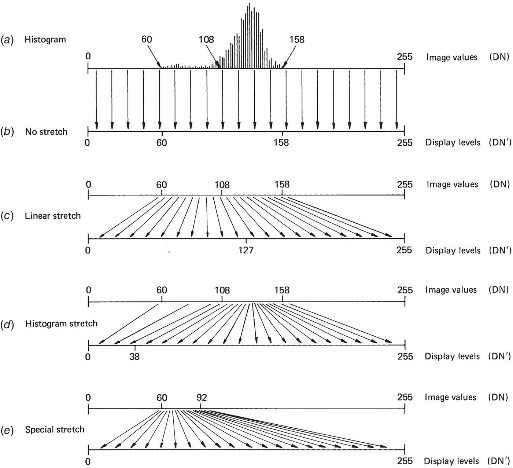 60 108 158
(a) Histogram
0 255 Image values (DN)
(b) No stretch
0 60 158 255 Display levels (DN')
0 60 108 158 255 Image values (DN)
(c) Linear stretch
0 127 255 Display levels (DN')
0 60 108 158 255 Image values (DN)
(d) Histogram stretch
0 38 255 Display levels (DN')
0 60 92 255 Image values (DN)
(e) Special stretch
0 255 Display levels (DN')